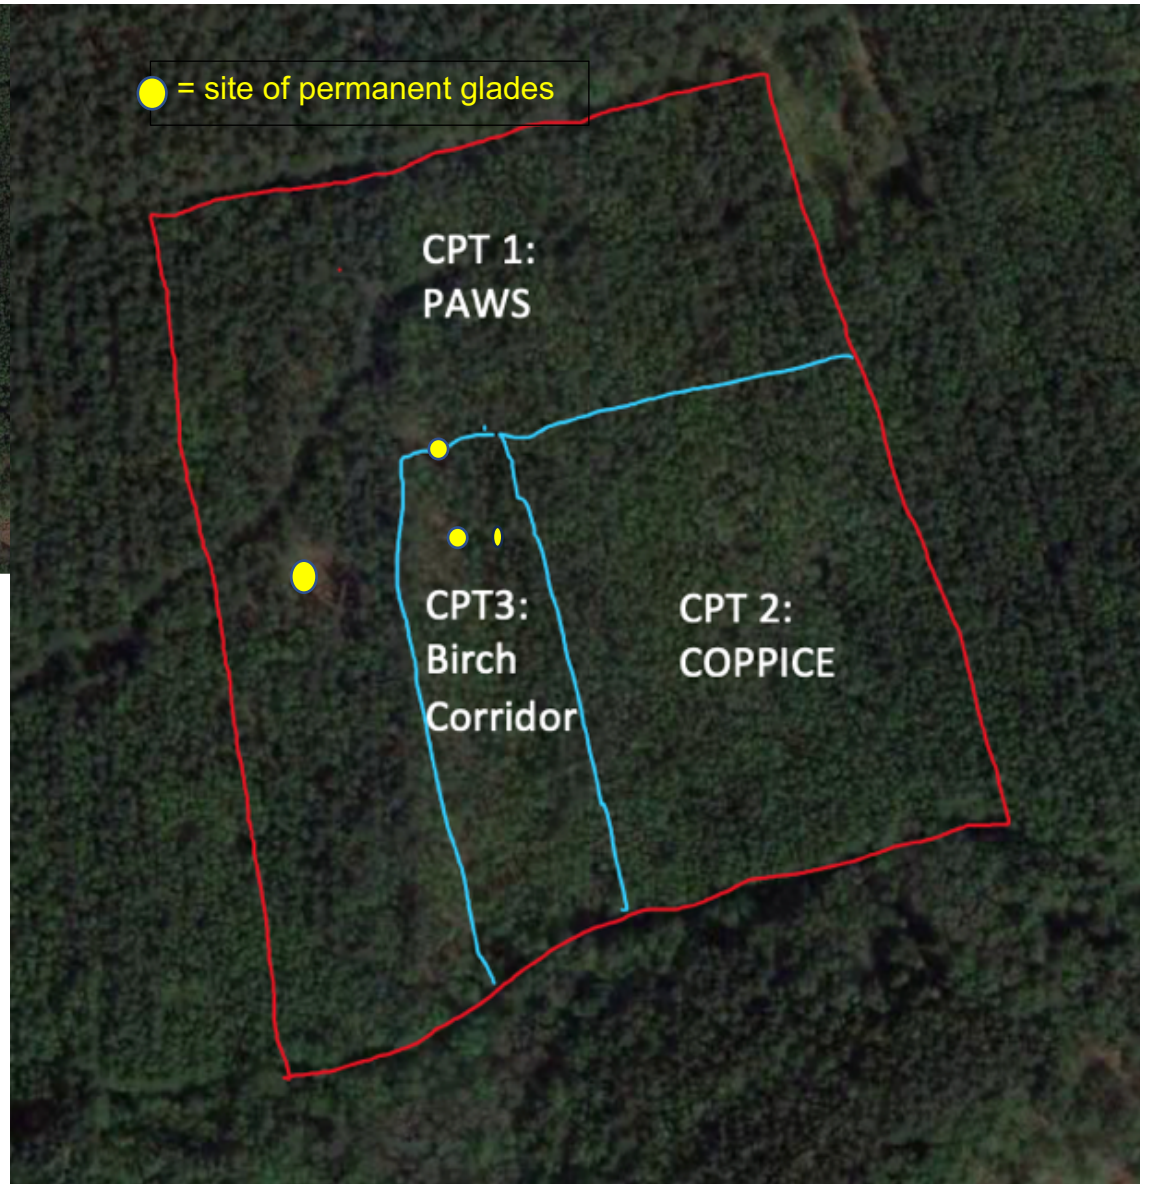 = site of permanent glades
CPT 1:
PAWS
CPT3:
Birch
Corridor
CPT 2:
COPPICE